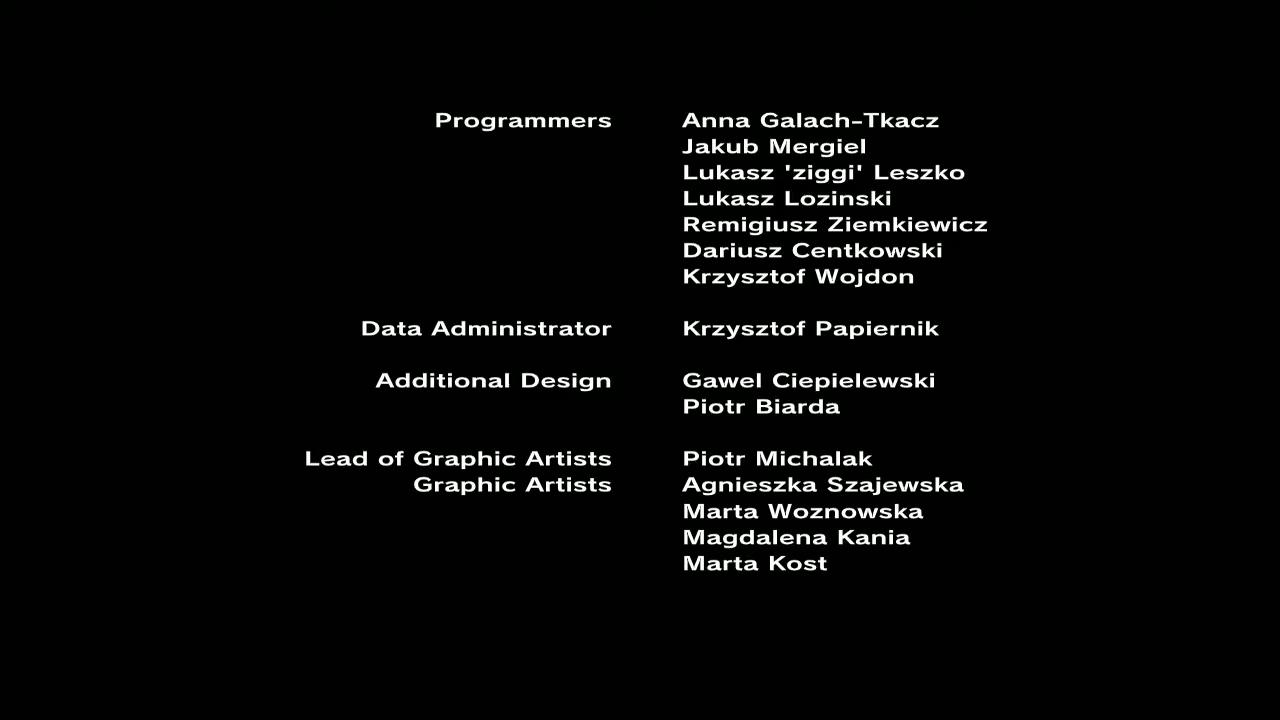 Programmers Anna Galach-Tkacz
Jakub Mergiel
Lukasz 'ziggi' Leszko
Lukasz Lozinski
Remigiusz Ziemkiewicz
Dariusz Centkowski
Krzysztof Wojdon
Data Administrator Krzysztof Papiernik
Additional Design Gawel Ciepielewski
Piotr Biarda
Lead of Graphic Artists Piotr Michalak
Graphic Artists Agnieszka Szajewska
Marta Woznowska
Magdalena Kania
Marta Kost